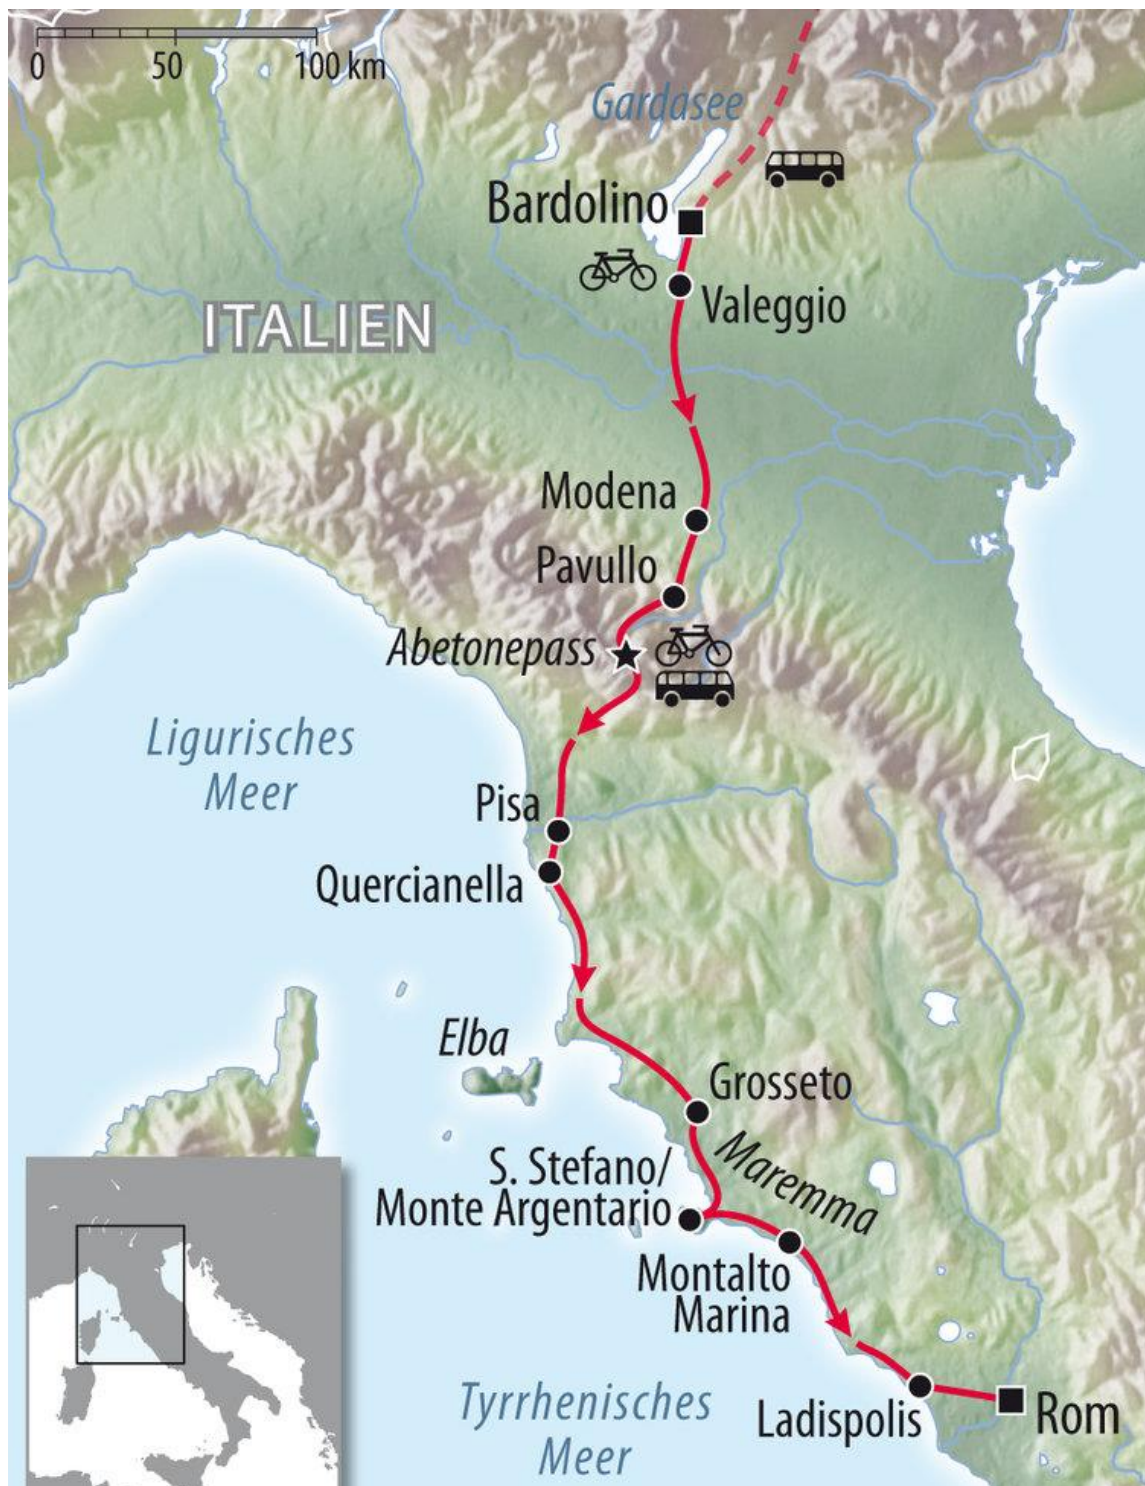 0 50 100 km
Gardasee
Bardolino
Valeggio
ITALIEN
Modena
Pavullo
Abetonepass
Ligurisches
Meer
Pisa
Quercianella
Elba
Grosseto
Maremma
S. Stefano/
Monte Argentario
Montalto
Marina
Tyrrhenisches
Meer
Ladispolis
Rom